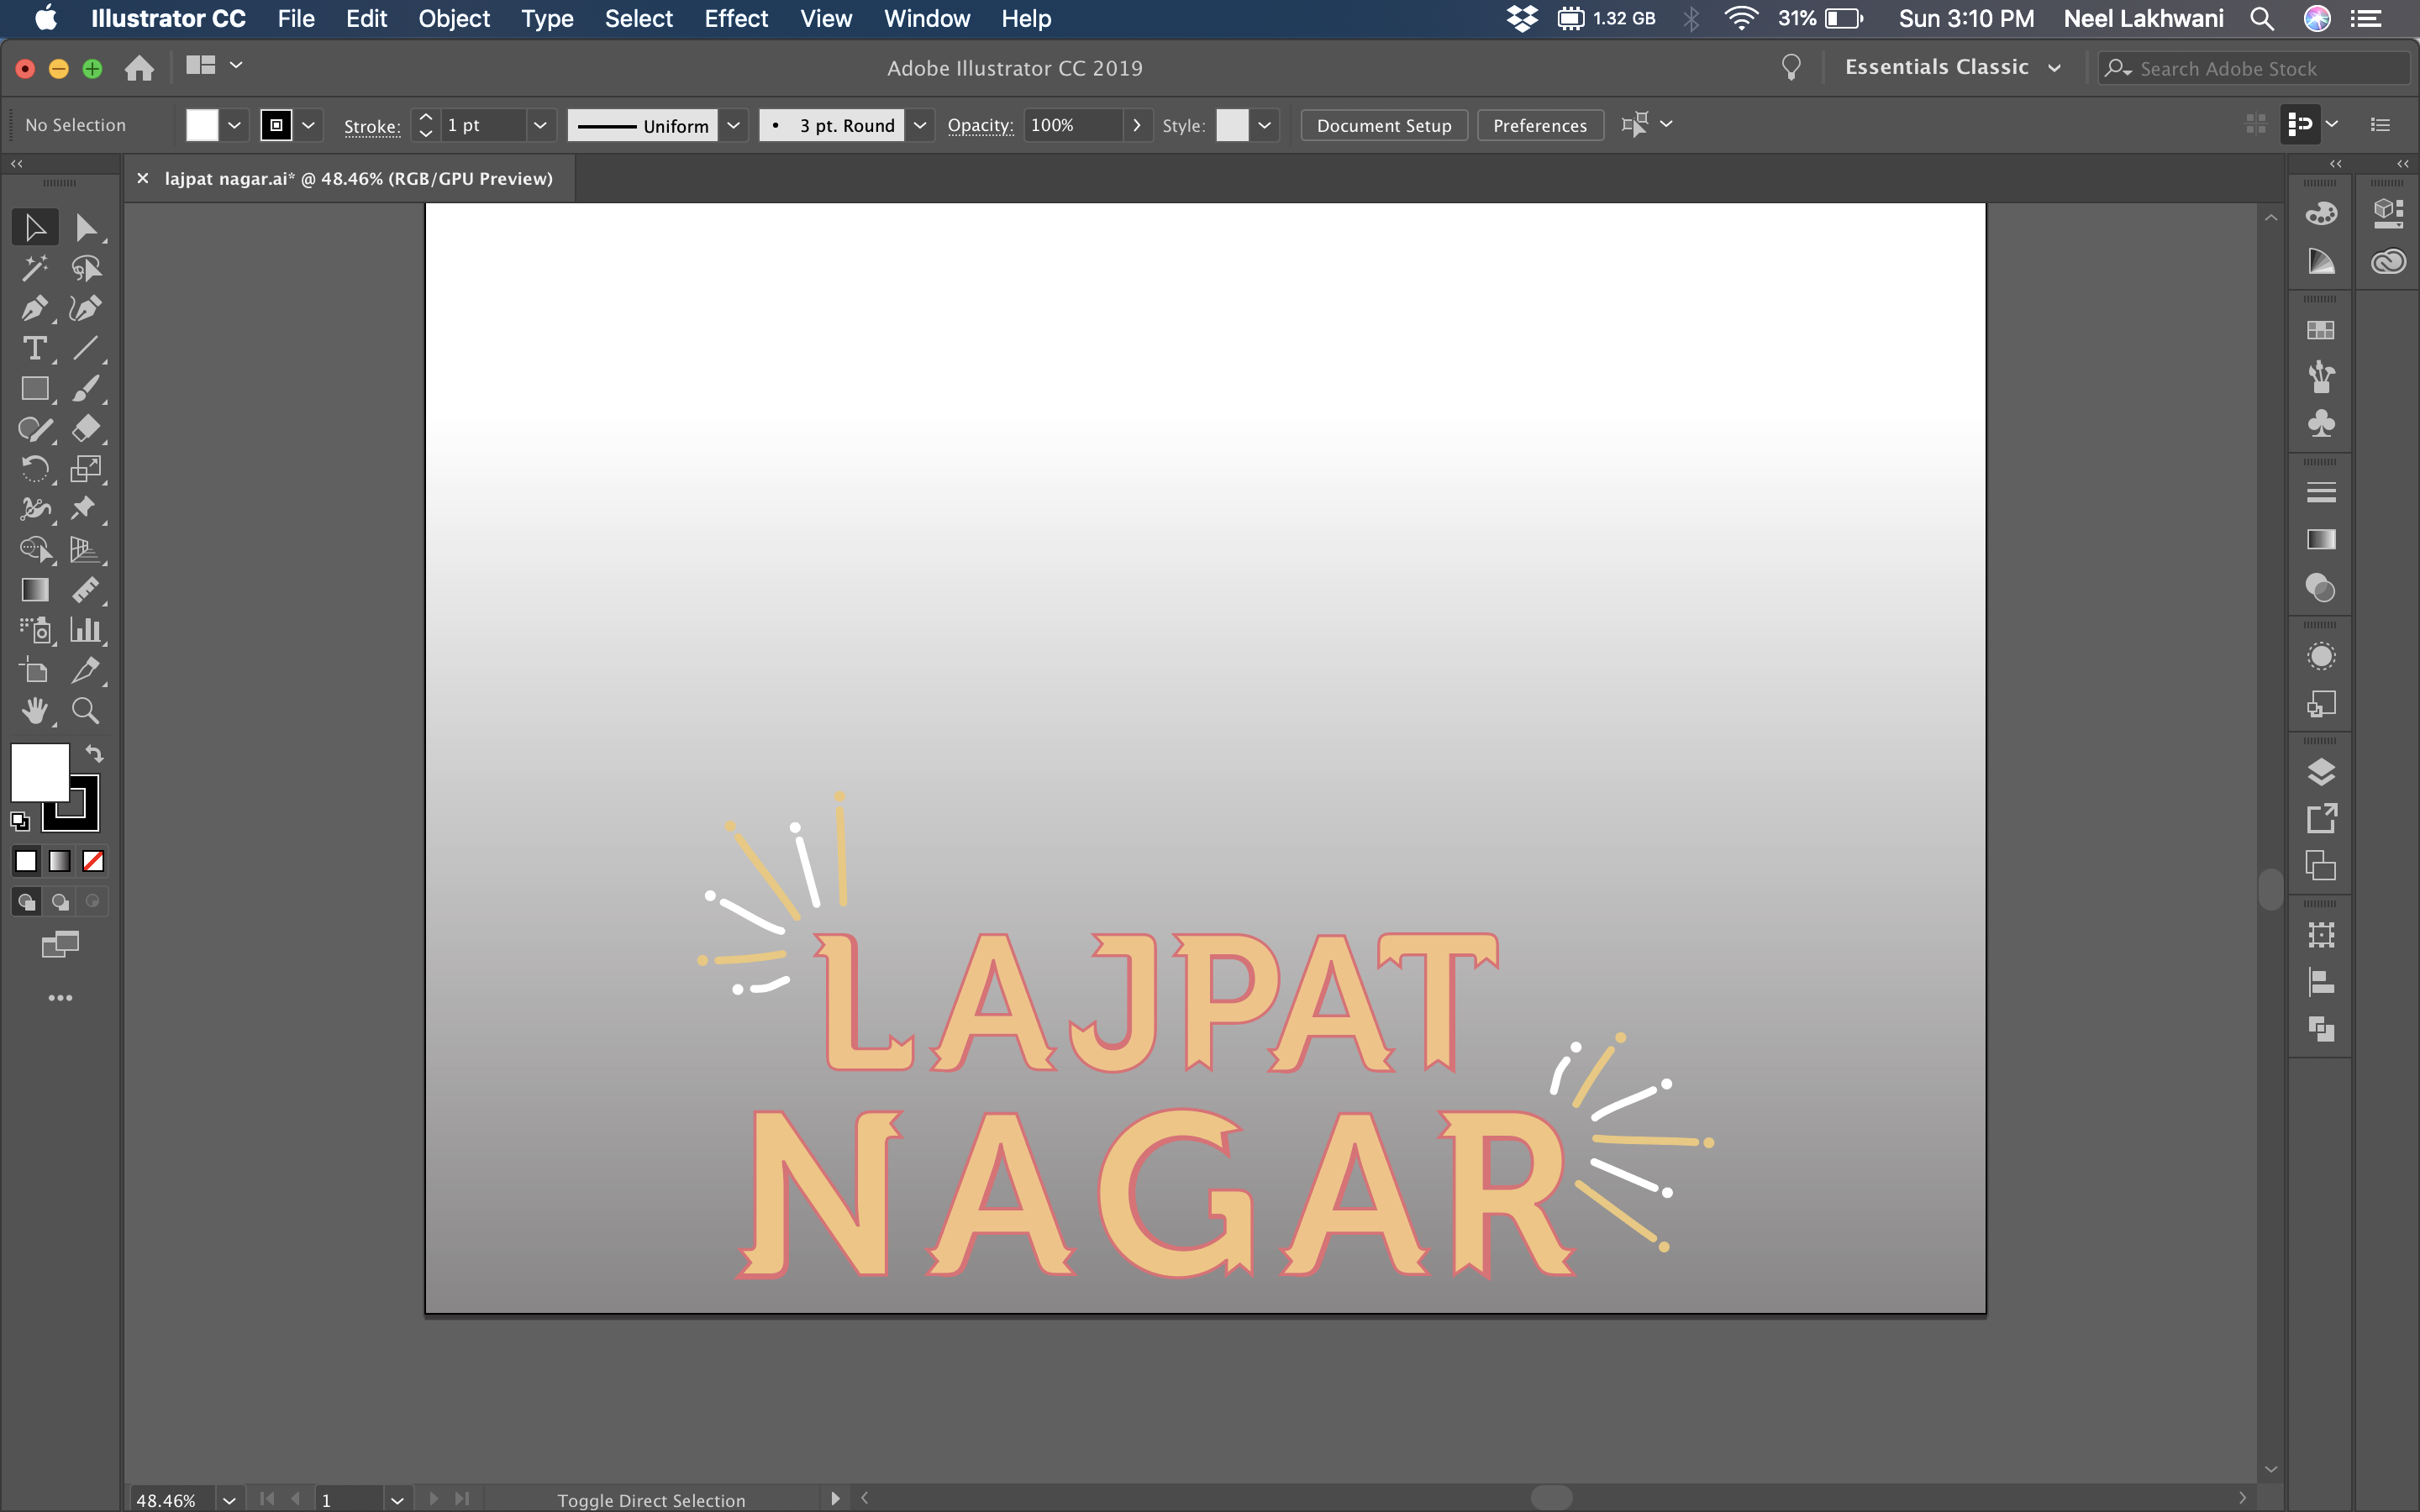 Illustrator CC File Edit Object Type Select Effect View Window Help 1.32 GB 31% Sun 3:10 PM Neel Lakhwani
Adobe Illustrator CC 2019 Essentials Classic Search Adobe Stock
No Selection Stroke: 1 pt Uniform 3 pt. Round Opacity: 100% Style: Document Setup Preferences
lajpat nagar.ai* @ 48.46% (RGB/GPU Preview)
LAJPAT
NAGAR
48.46% 1 Toggle Direct Selection